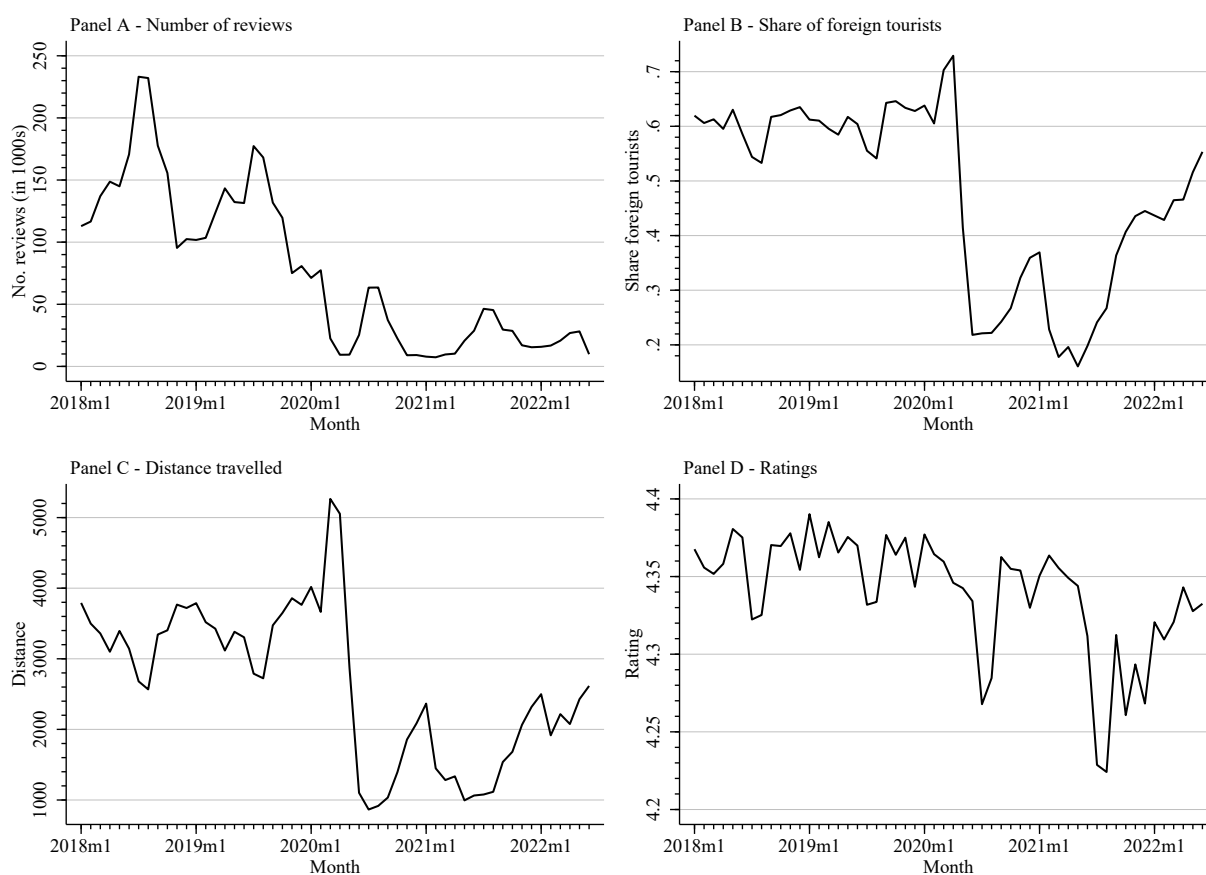 Panel A - Number of reviews
No. reviews (in 1000s)
250
200
150
100
50
0
2018m1 2019m1 2020m1 2021m1 2022m1
Month
Panel B - Share of foreign tourists
Share foreign tourists
.7
.6
.5
.4
.3
.2
2018m1 2019m1 2020m1 2021m1 2022m1
Month
Panel C - Distance travelled
Distance
5000
4000
3000
2000
1000
2018m1 2019m1 2020m1 2021m1 2022m1
Month
Panel D - Ratings
Rating
4.4
4.35
4.3
4.25
4.2
2018m1 2019m1 2020m1 2021m1 2022m1
Month